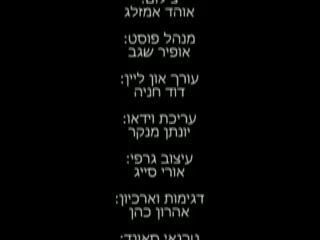 צילום:
אוהד אמזלג
מנהל פוסט:
אופיר שגב
עורך און ליין:
דוד חניה
עריכת וידאו:
יונתן מנקר
עיצוב גרפי:
אורי סייג
דגימות וארכיון:
אהרון כהן